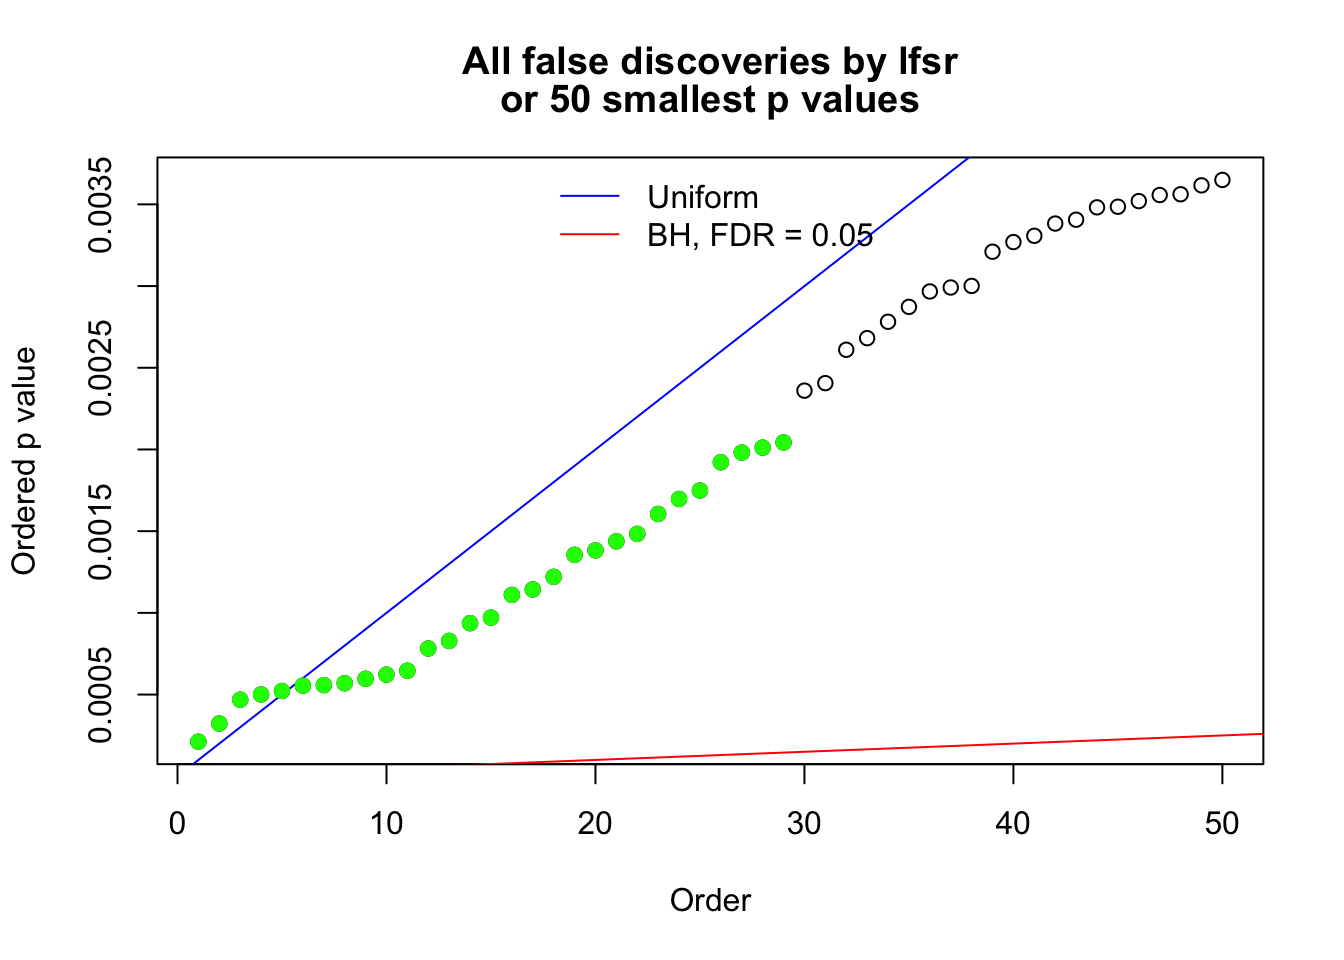 All false discoveries by lfsr
or 50 smallest p values
Uniform
BH, FDR = 0.05
Ordered p value
0.0005
0.0015
0.0025
0.0035
0 10 20 30 40 50
Order